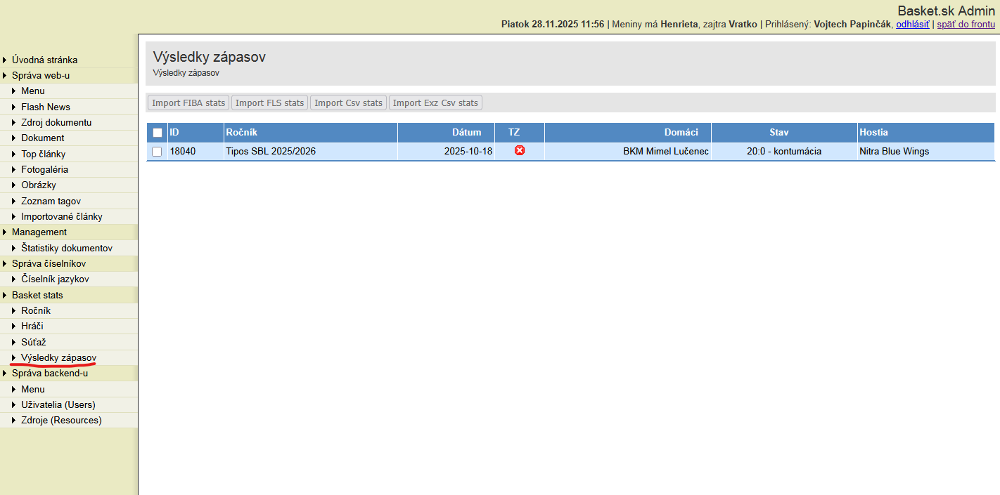 Basket.sk Admin
Piatok 28.11.2025 11:56 | Meniny má Henrieta, zajtra Vratko | Prihlásený: Vojtech Papinčák, odhlásiť | späť do frontu
Úvodná stránka
Správa web-u
Menu
Flash News
Zdroj dokumentu
Dokument
Top články
Fotogaléria
Obrázky
Zoznam tagov
Importované články
Management
Štatistiky dokumentov
Správa číselníkov
Číselník jazykov
Basket stats
Ročník
Hráči
Súťaž
Výsledky zápasov
Správa backend-u
Menu
Uživatelia (Users)
Zdroje (Resources)
Výsledky zápasov
Výsledky zápasov
Import FIBA stats Import FLS stats Import Csv stats Import Exz Csv stats
ID Ročník Dátum TZ Domáci Stav Hostia
18040 Tipos SBL 2025/2026 2025-10-18 BKM Mimel Lučenec 20:0 - kontumácia Nitra Blue Wings